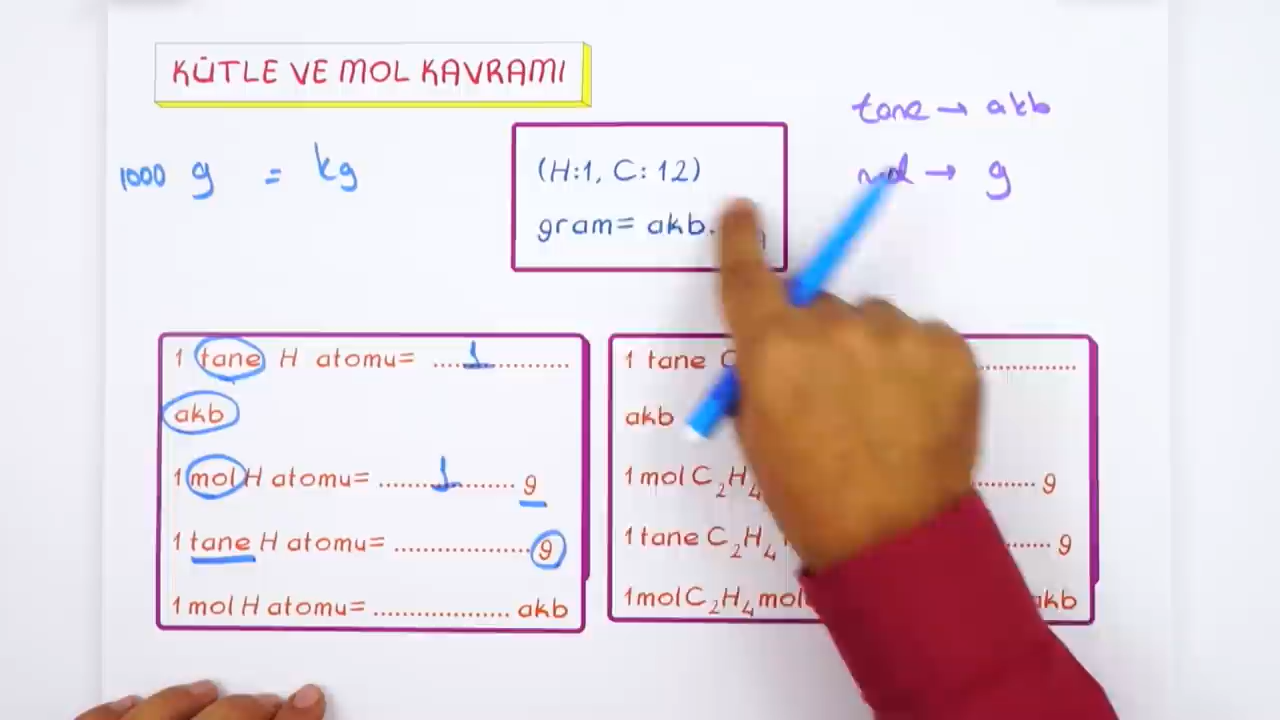 KÜTLE VE MOL KAVRAMI
1000 g = kg
(H:1, C: 12)
gram= akb.
tane → akb
mol → g
1 tane H atomu= ....1..........
akb
1 mol H atomu= .......1....... g
1 tane H atomu= .................. g
1 mol H atomu= .................. akb
1 tane
akb
1 mol C₂H₄ ........ g
1 tane C₂H₄ ...... g
1mol C₂H₄ akb